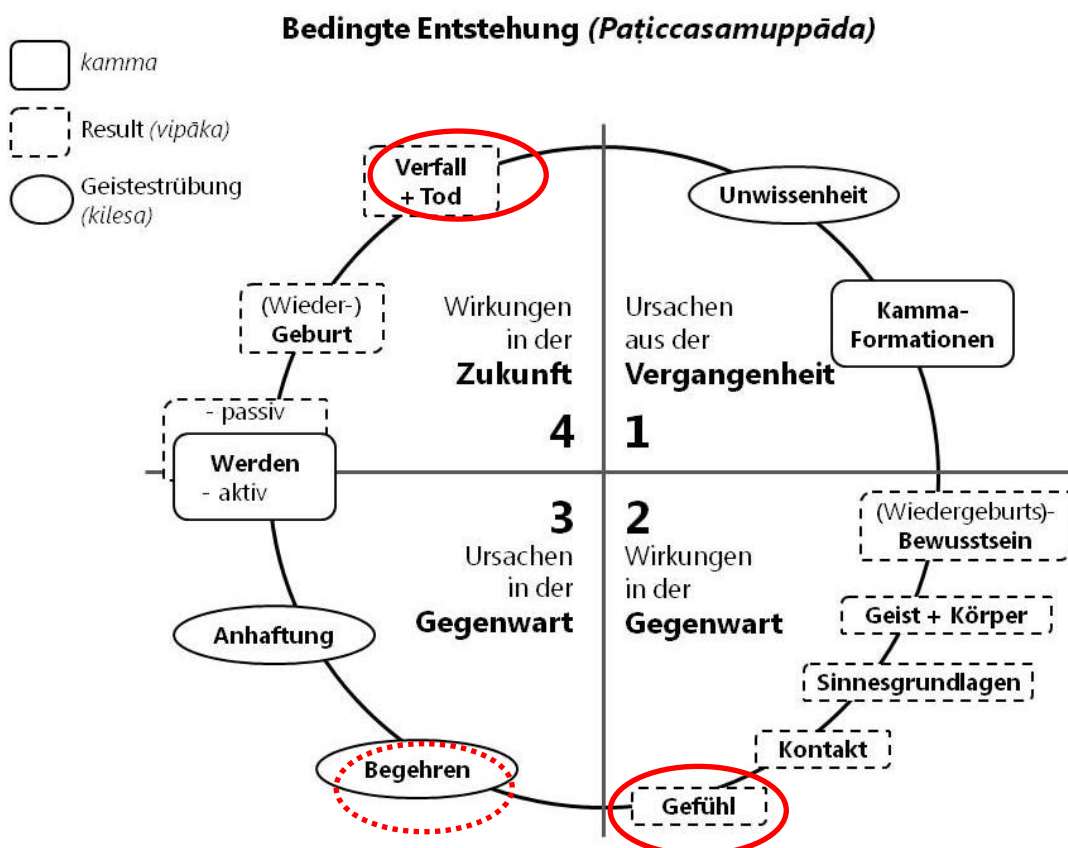 Bedingte Entstehung (Paṭiccasamuppāda)
kamma
Result (vipāka)
Geistestrübung
(kilesa)
Verfall
+ Tod
Unwissenheit
(Wieder-)
Geburt
Wirkungen
in der
Zukunft
4
Ursachen
aus der
Vergangenheit
1
Kamma-
Formationen
- passiv
Werden
- aktiv
3
Ursachen
in der
Gegenwart
2
Wirkungen
in der
Gegenwart
(Wiedergeburts)-
Bewusstsein
Geist + Körper
Anhaftung
Sinnesgrundlagen
Kontakt
Begehren
Gefühl